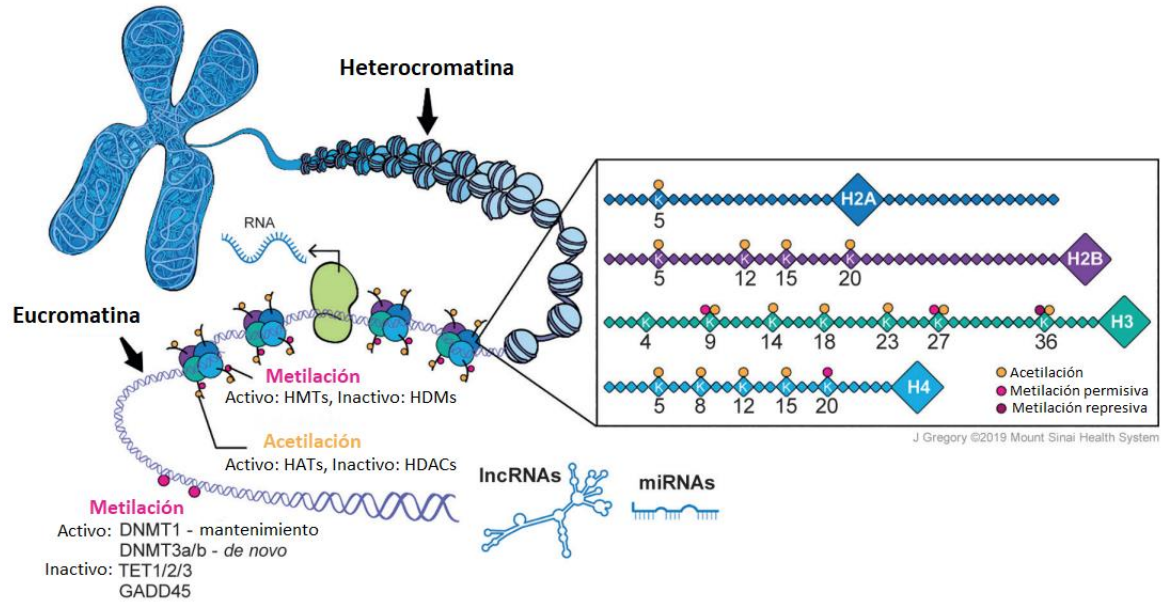 Heterocromatina
RNA
Eucromatina
Metilación
Activo: HMTs, Inactivo: HDMs
Acetilación
Activo: HATs, Inactivo: HDACs
Metilación
Activo: DNMT1 - mantenimiento
DNMT3a/b - de novo
Inactivo: TET1/2/3
GADD45
lncRNAs
miRNAs
K H2A
5
K K K K H2B
5 12 15 20
K K K K K K K H3
4 9 14 18 23 27 36
K K K K K H4
5 8 12 15 20
Acetilación
Metilación permisiva
Metilación represiva
J Gregory ©2019 Mount Sinai Health System